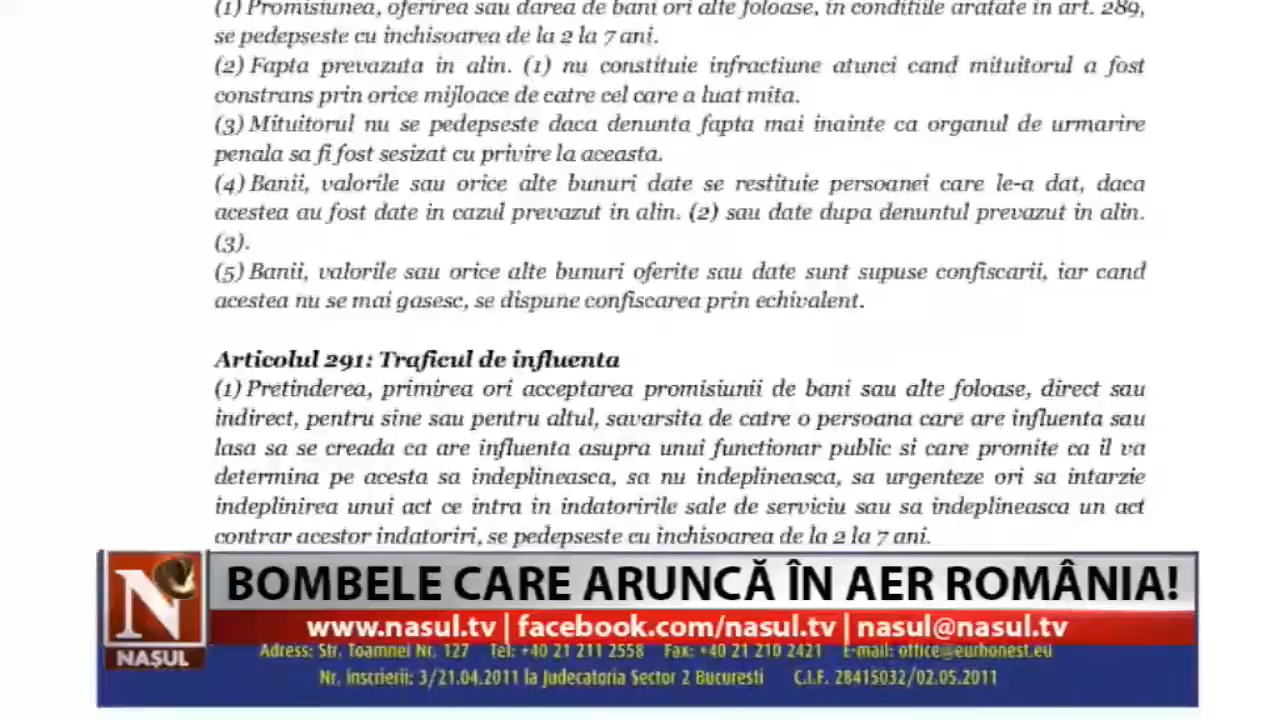 (1) Promisiunea, oferirea sau darea de bani ori alte foloase, in conditiile aratate in art. 289,
se pedepseste cu inchisoarea de la 2 la 7 ani.
(2) Fapta prevazuta in alin. (1) nu constituie infractiune atunci cand mituitorul a fost
constrans prin orice mijloace de catre cel care a luat mita.
(3) Mituitorul nu se pedepseste daca denunta fapta mai inainte ca organul de urmarire
penala sa fi fost sesizat cu privire la aceasta.
(4) Banii, valorile sau orice alte bunuri date se restituie persoanei care le-a dat, daca
acestea au fost date in cazul prevazut in alin. (2) sau date dupa denuntul prevazut in alin.
(3).
(5) Banii, valorile sau orice alte bunuri oferite sau date sunt supuse confiscarii, iar cand
acestea nu se mai gasesc, se dispune confiscarea prin echivalent.
Articolul 291: Traficul de influenta
(1) Pretinderea, primirea ori acceptarea promisiunii de bani sau alte foloase, direct sau
indirect, pentru sine sau pentru altul, savarsita de catre o persoana care are influenta sau
lasa sa se creada ca are influenta asupra unui functionar public si care promite ca il va
determina pe acesta sa indeplineasca, sa nu indeplineasca, sa urgenteze ori sa intarzie
indeplinirea unui act ce intra in indatoririle sale de serviciu sau sa indeplineasca un act
contrar acestor indatoriri, se pedepseste cu inchisoarea de la 2 la 7 ani.
BOMBELE CARE ARUNCĂ ÎN AER ROMÂNIA!
www.nasul.tv | facebook.com/nasul.tv | nasul@nasul.tv
N
NAȘUL
Adress: Str. Toamnei Nr. 127 Tel: +40 21 211 2558 Fax: +40 21 210 2421 E-mail: office@eurhonest.eu
Nr. inscrierii: 3/21.04.2011 la Judecatoria Sector 2 Bucuresti C.I.F. 28415032/02.05.2011